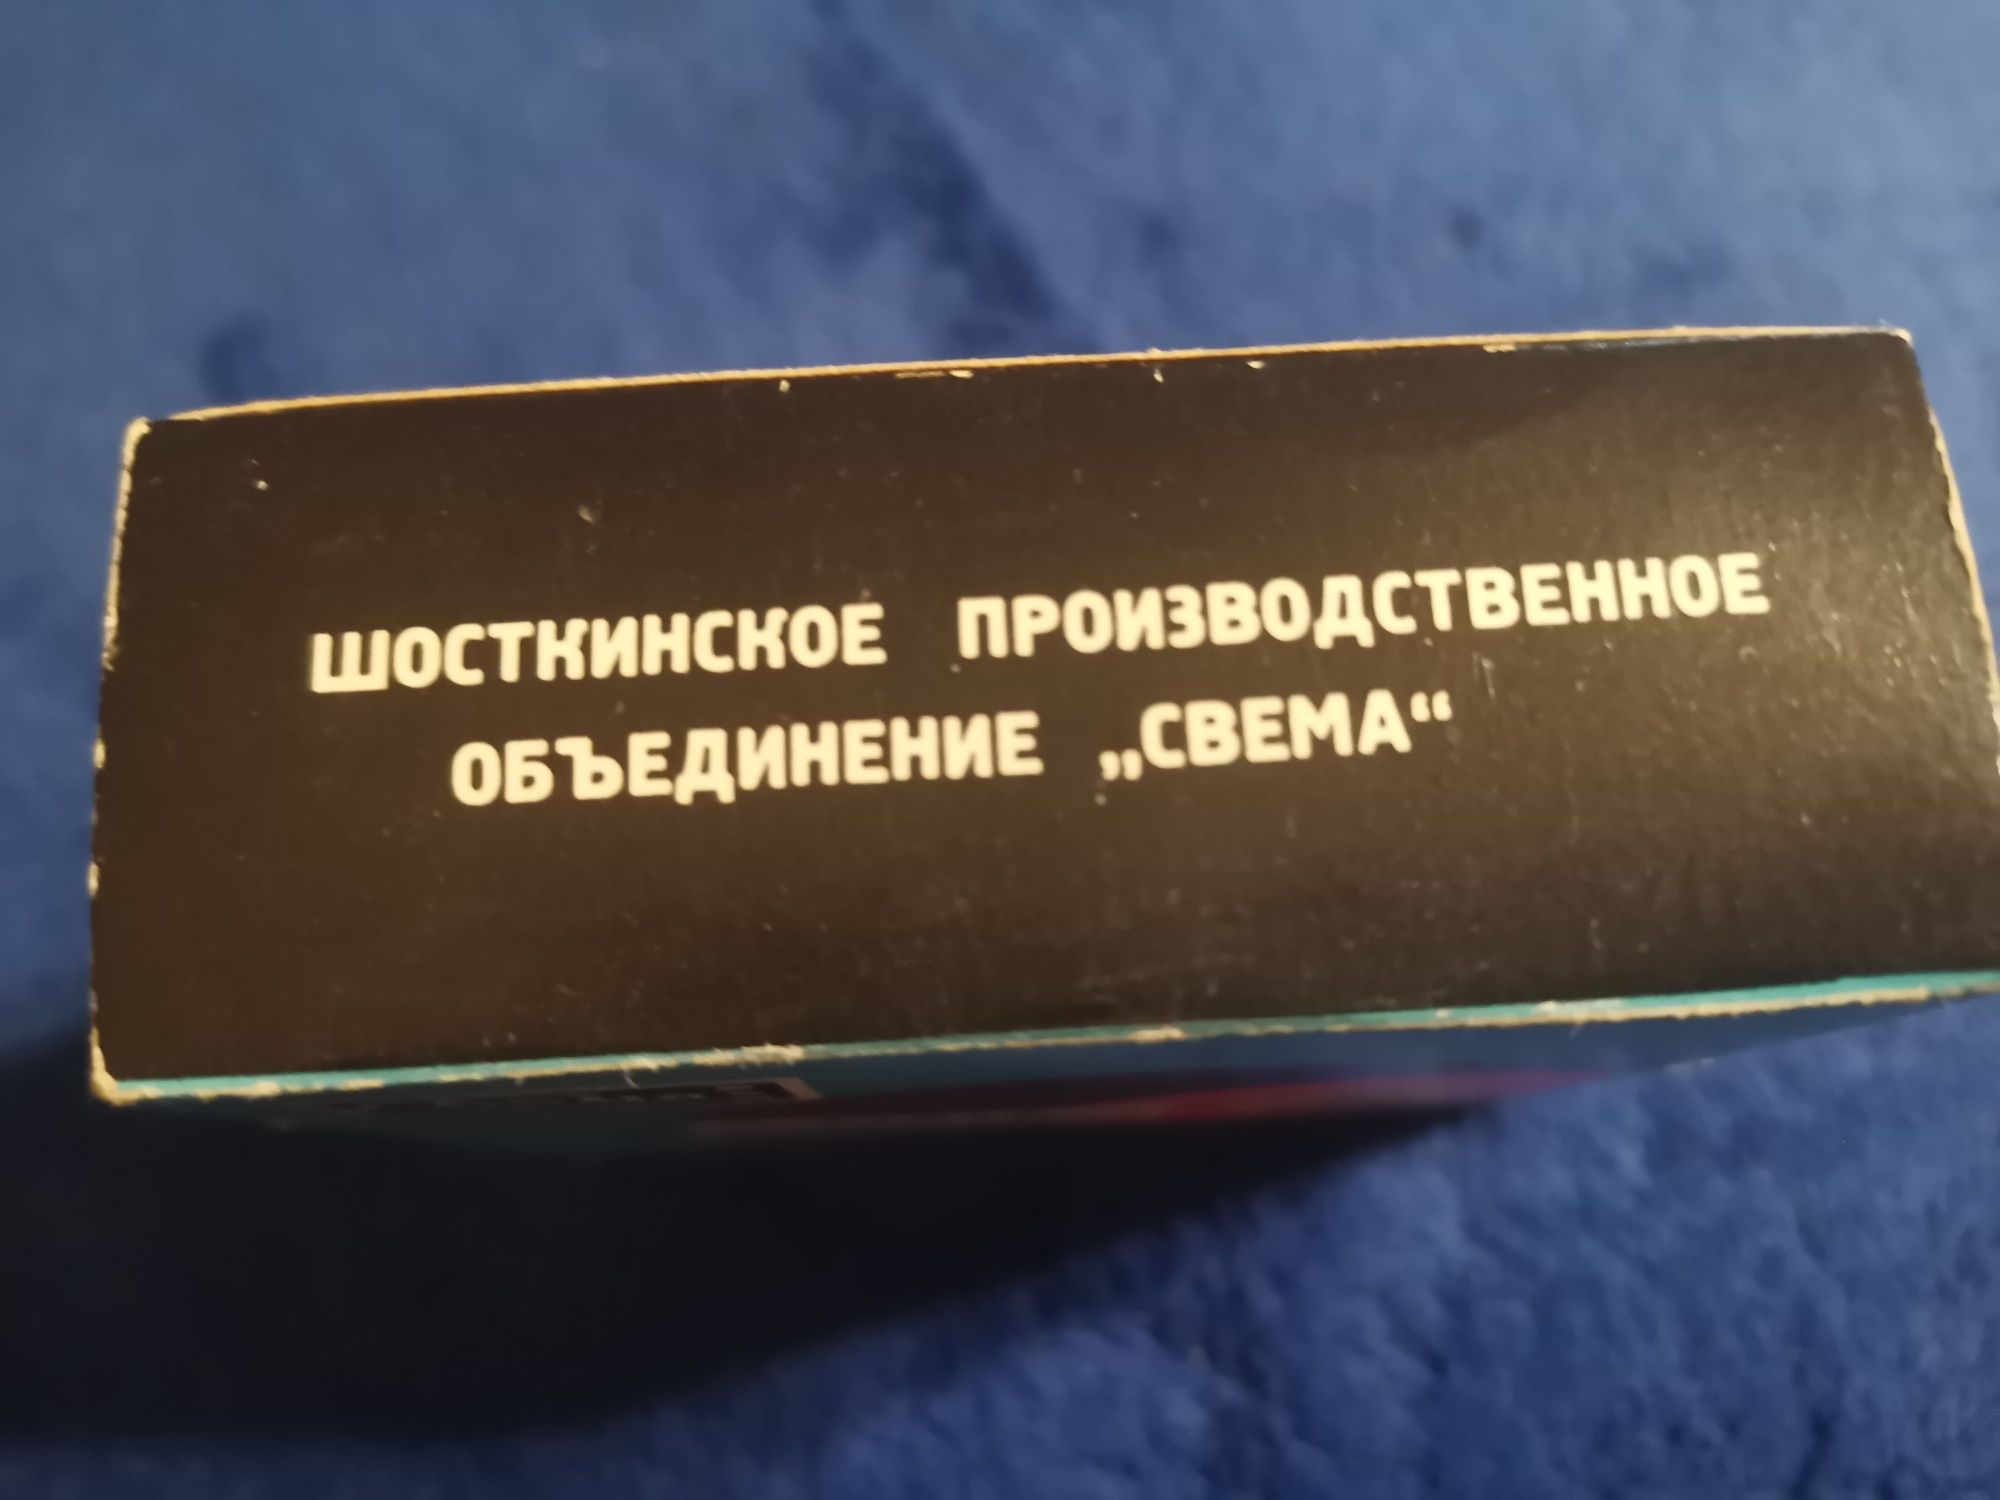 ШОСТКИНСКОЕ ПРОИЗВОДСТВЕННОЕ
ОБЪЕДИНЕНИЕ „СВЕМА“